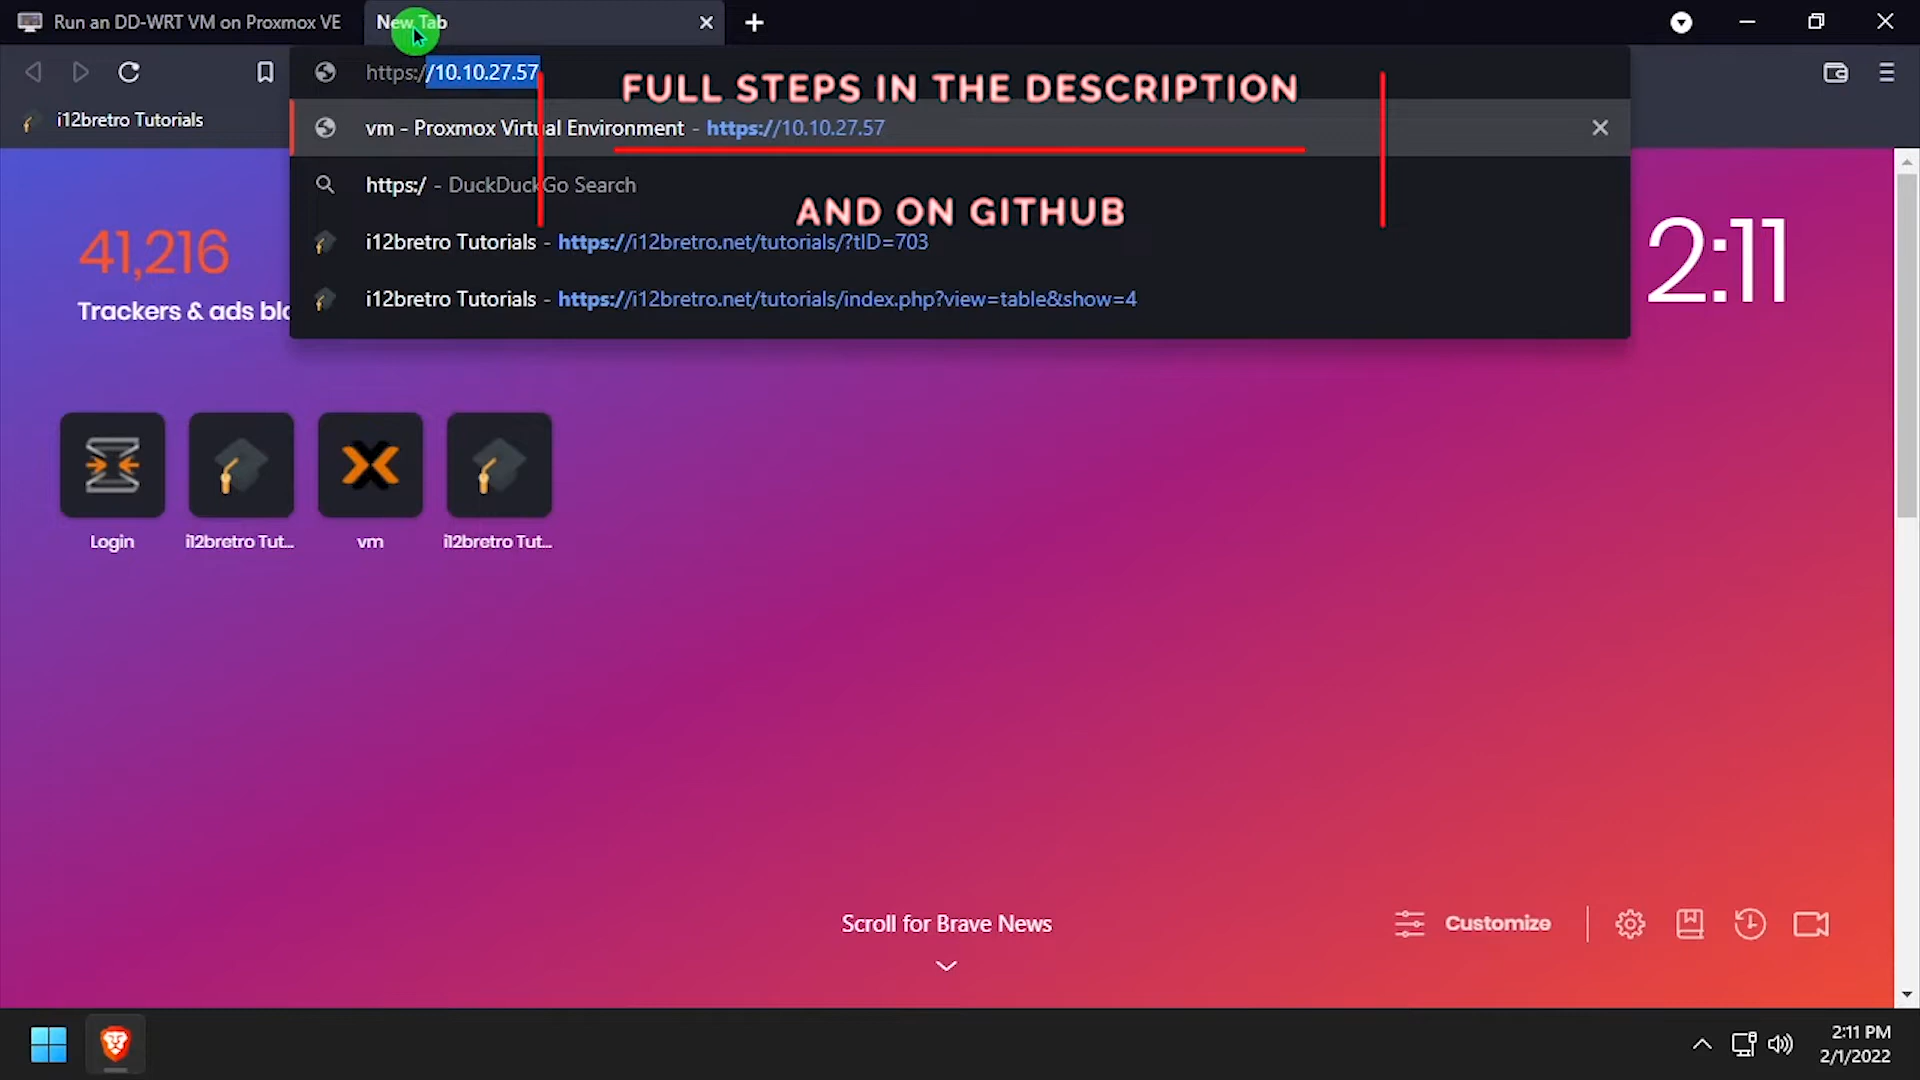 Run an DD-WRT VM on Proxmox VE
New Tab
https://10.10.27.57
FULL STEPS IN THE DESCRIPTION
i12bretro Tutorials
vm - Proxmox Virtual Environment - https://10.10.27.57
https:/ - DuckDuckGo Search
AND ON GITHUB
i12bretro Tutorials - https://i12bretro.net/tutorials/?tID=703
i12bretro Tutorials - https://i12bretro.net/tutorials/index.php?view=table&show=4
41,216
Trackers & ads blo
2:11
Login
i12bretro Tut...
vm
i12bretro Tut...
Scroll for Brave News
Customize
2:11 PM
2/1/2022